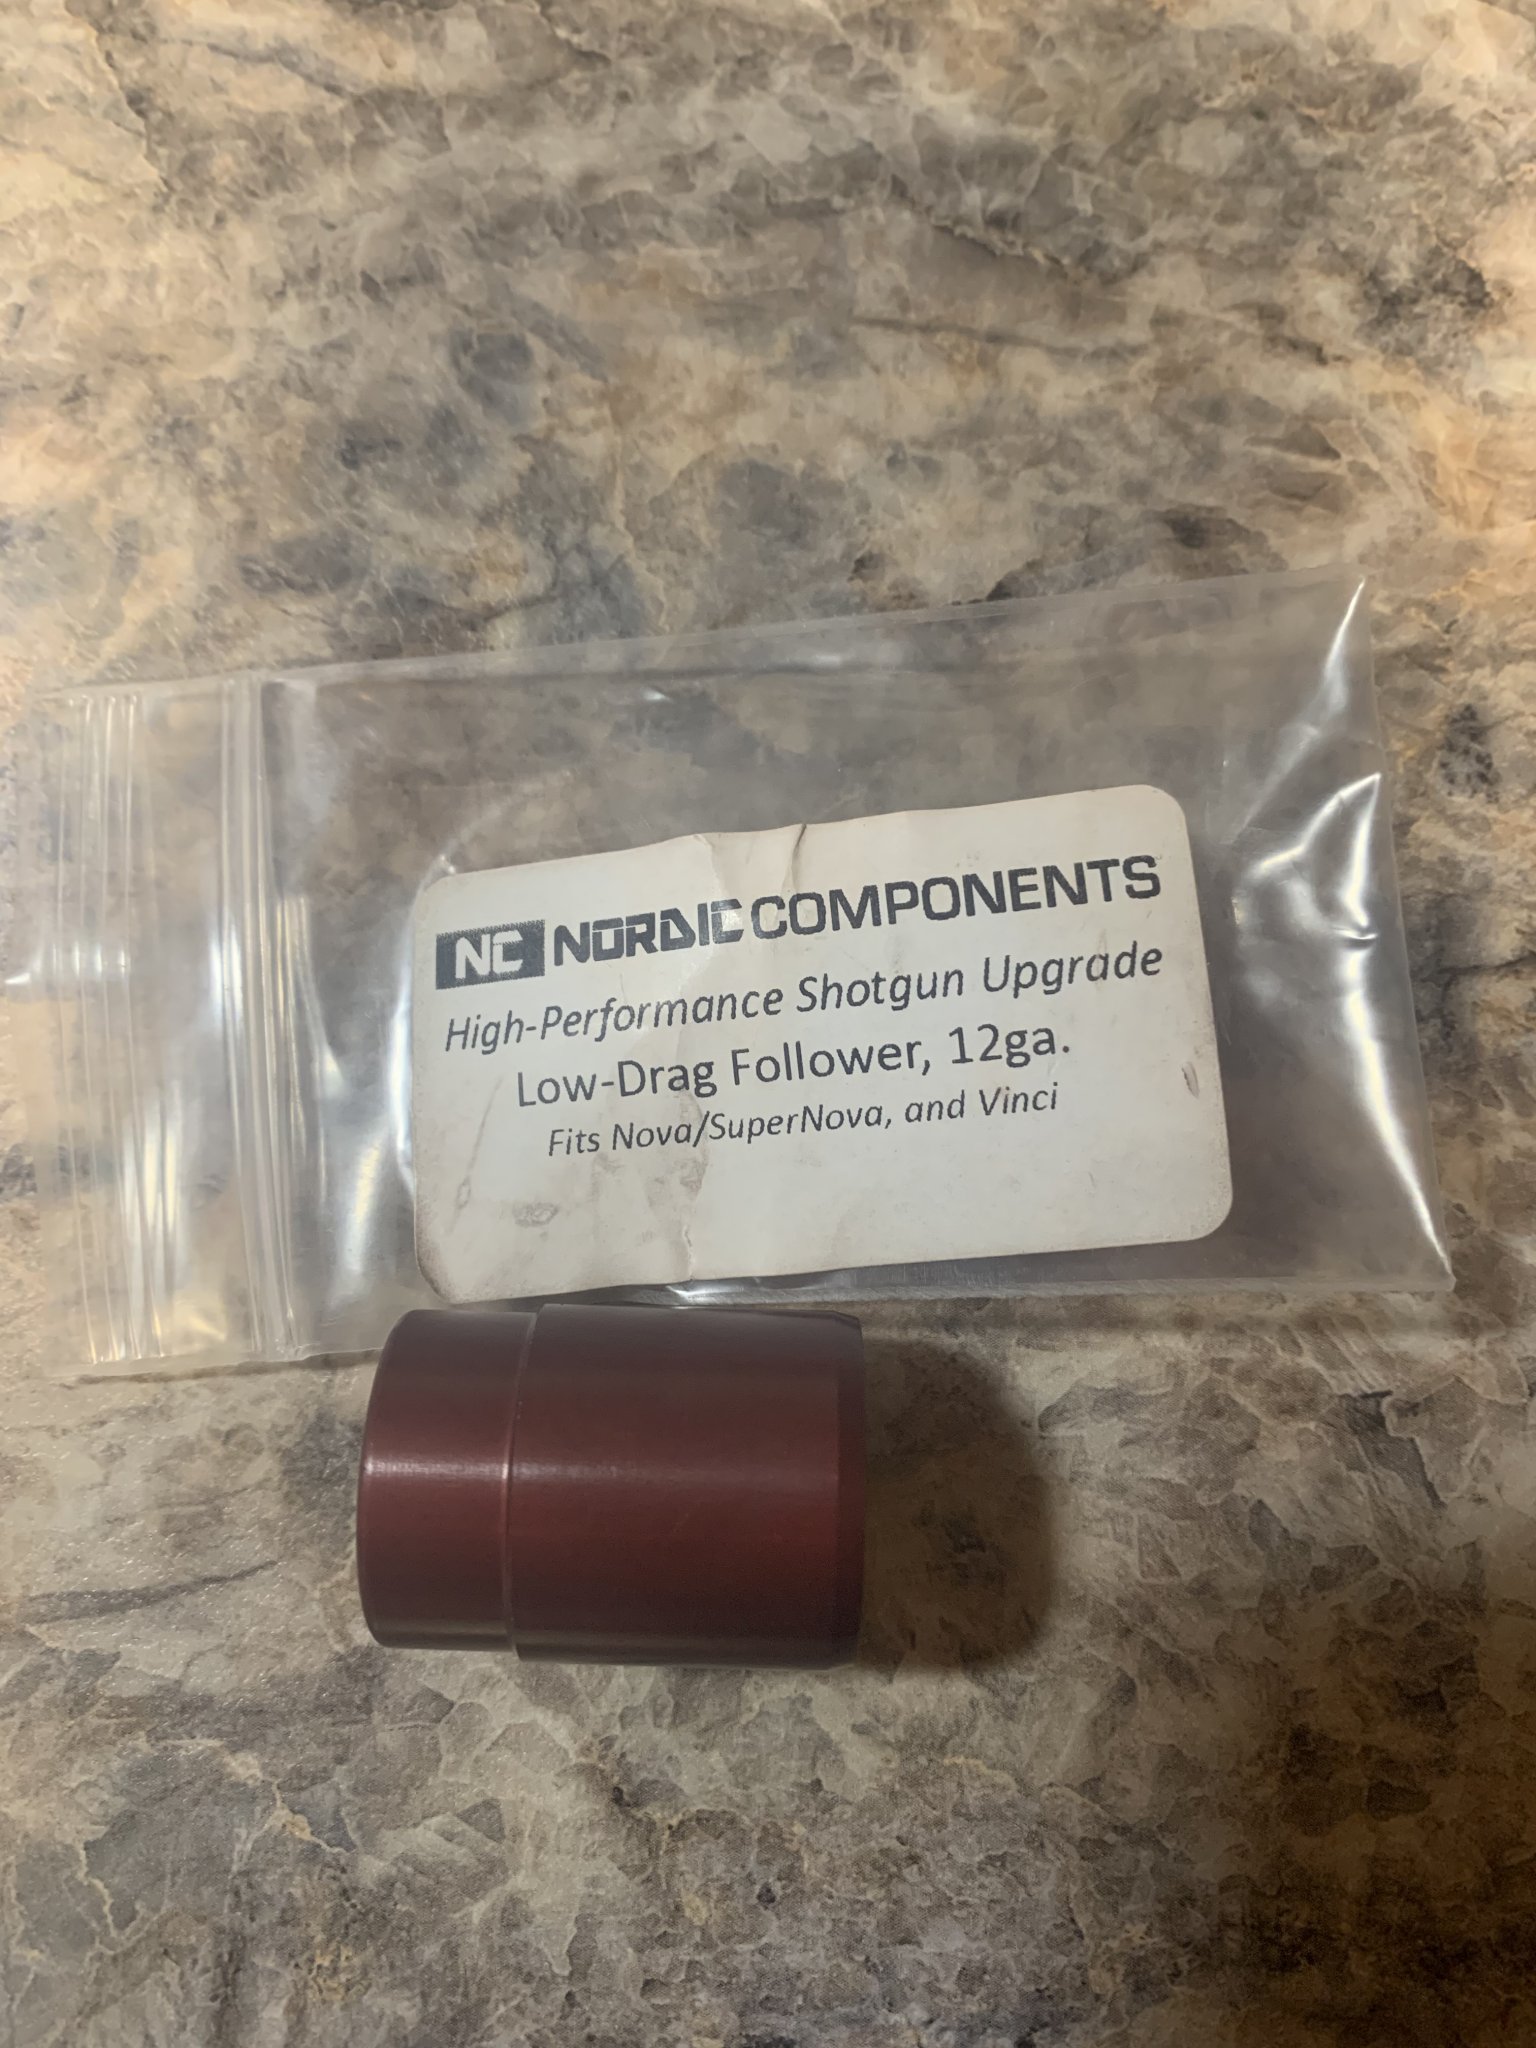 NC NORDIC COMPONENTS
High-Performance Shotgun Upgrade
Low-Drag Follower, 12ga.
Fits Nova/SuperNova, and Vinci